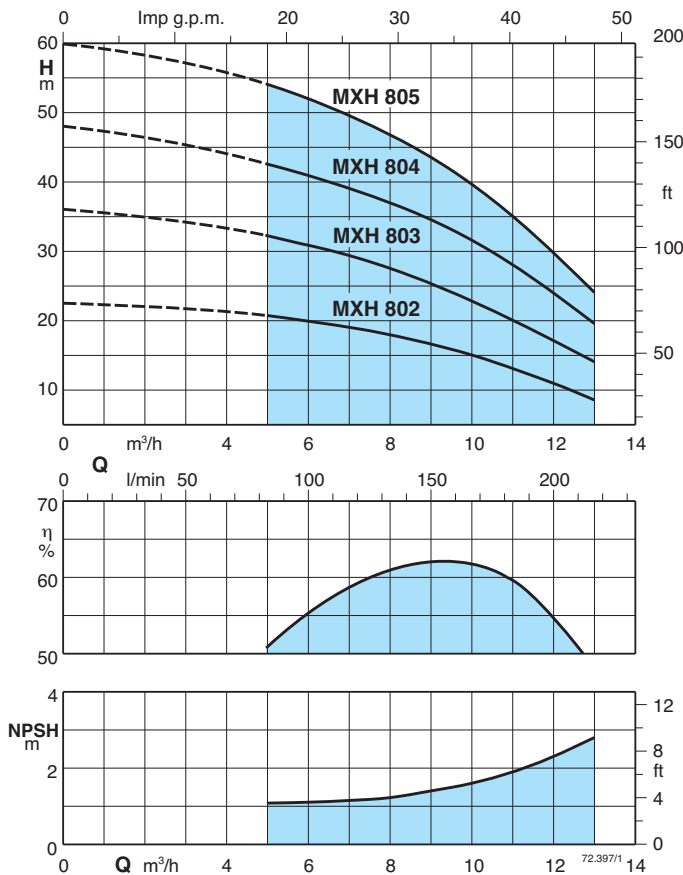 0 Imp g.p.m. 20 30 40 50
60 200
H
m
MXH 805
50
150
MXH 804
40
ft
MXH 803
30 100
MXH 802
20
50
10
0 m³/h 4 6 8 10 12 14
Q
0 l/min 50 100 150 200
70
η
%
60
50
4
12
NPSH
m
8
2
ft
4
0
72.397/1
0 Q m³/h 4 6 8 10 12 14